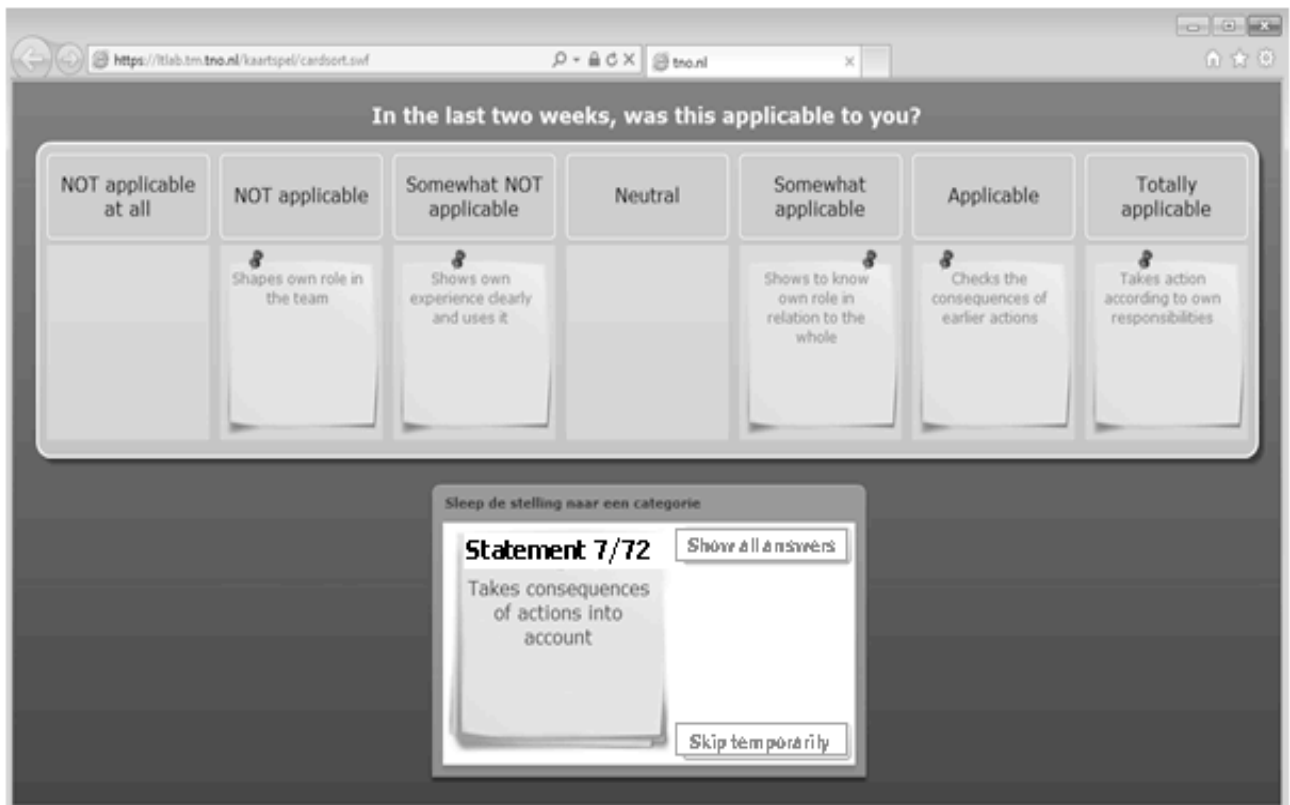 https://ltlab.tm.tno.nl/kaartspel/cardsort.swf
tno.nl
In the last two weeks, was this applicable to you?
NOT applicable
at all
NOT applicable
Somewhat NOT
applicable
Neutral
Somewhat
applicable
Applicable
Totally
applicable
Shapes own role in
the team
Shows own
experience clearly
and uses it
Shows to know
own role in
relation to the
whole
Checks the
consequences of
earlier actions
Takes action
according to own
responsibilities
Sleep de stelling naar een categorie
Statement 7/72
Show all answers
Takes consequences
of actions into
account
Skip temporarily